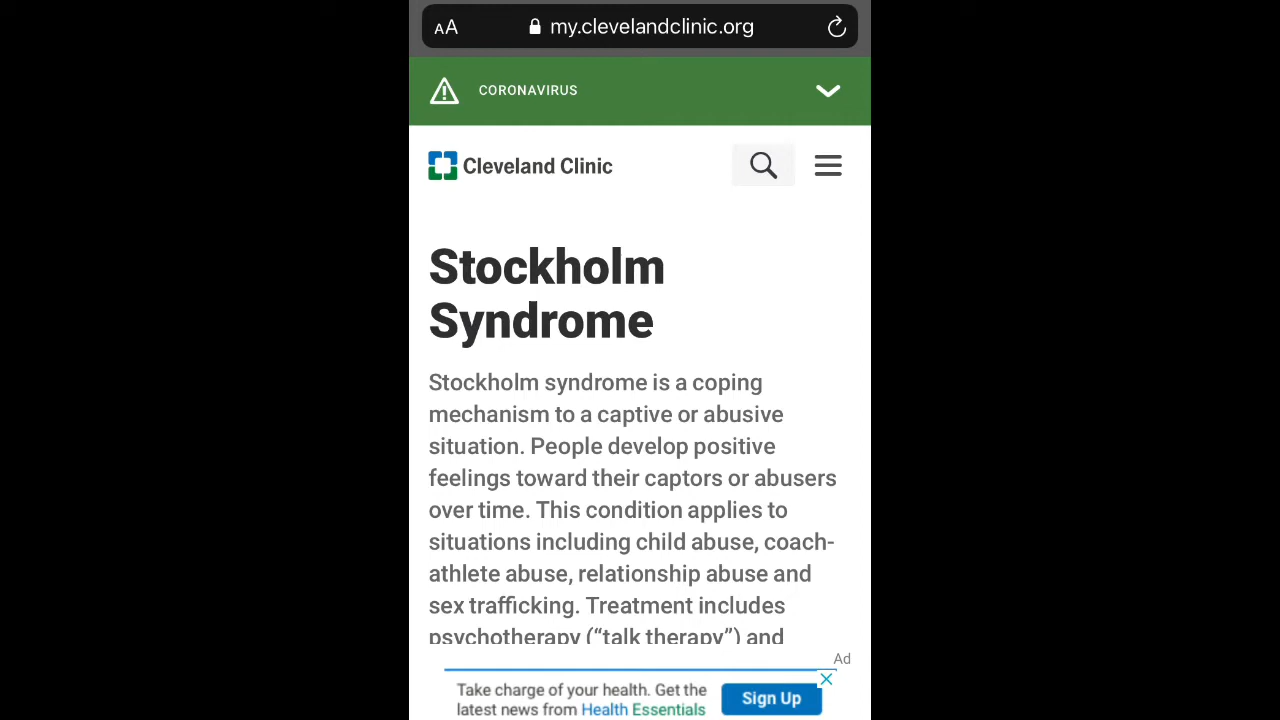 AA my.clevelandclinic.org
CORONAVIRUS
Cleveland Clinic
Stockholm
Syndrome
Stockholm syndrome is a coping
mechanism to a captive or abusive
situation. People develop positive
feelings toward their captors or abusers
over time. This condition applies to
situations including child abuse, coach-
athlete abuse, relationship abuse and
sex trafficking. Treatment includes
psychotherapy (“talk therapy”) and
Ad
Take charge of your health. Get the
latest news from Health Essentials
Sign Up